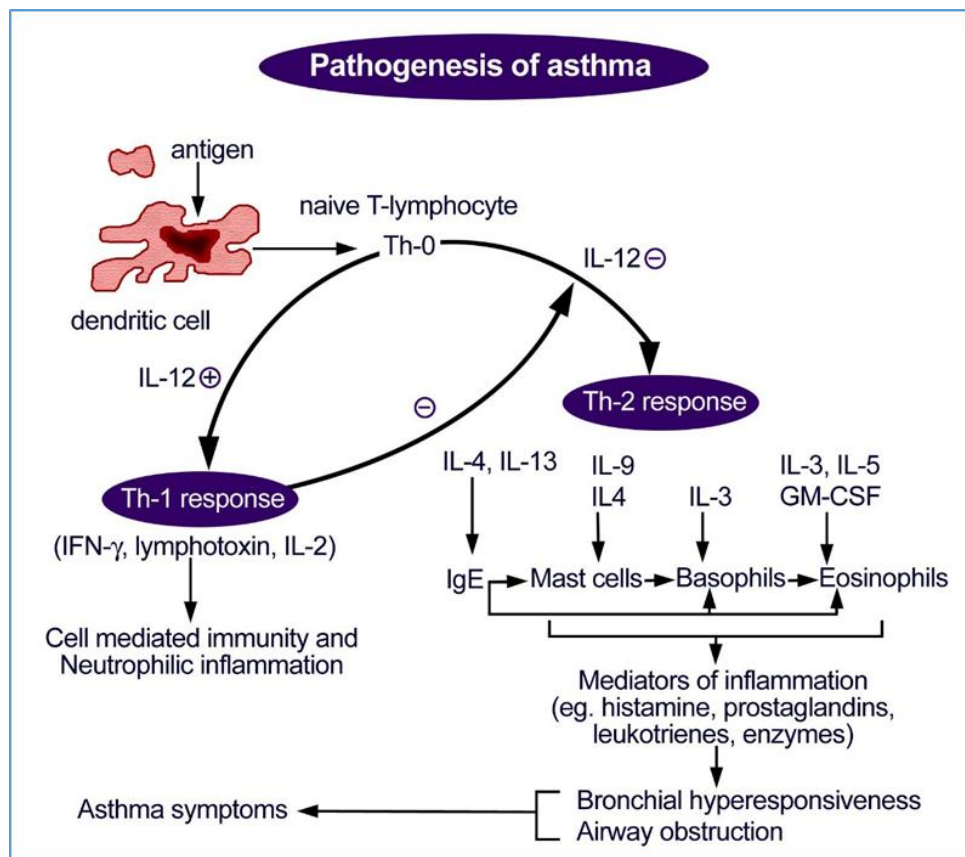 Pathogenesis of asthma
antigen
naive T-lymphocyte
Th-0
IL-12 ⊖
dendritic cell
IL-12 ⊕
⊖
Th-2 response
Th-1 response
(IFN-γ, lymphotoxin, IL-2)
Cell mediated immunity and
Neutrophilic inflammation
IL-4, IL-13
IL-9
IL4
IL-3
IL-3, IL-5
GM-CSF
IgE
Mast cells
Basophils
Eosinophils
Mediators of inflammation
(eg. histamine, prostaglandins,
leukotrienes, enzymes)
Bronchial hyperesponsiveness
Airway obstruction
Asthma symptoms